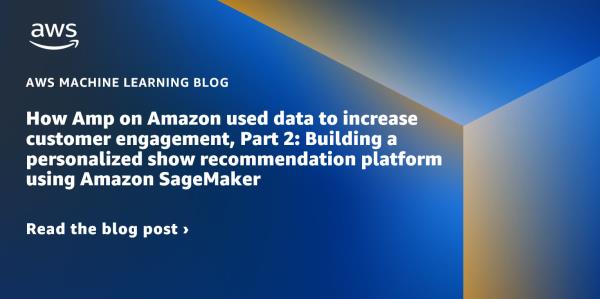 aws
AWS MACHINE LEARNING BLOG
How Amp on Amazon used data to increase
customer engagement, Part 2: Building a
personalized show recommendation platform
using Amazon SageMaker
Read the blog post ›